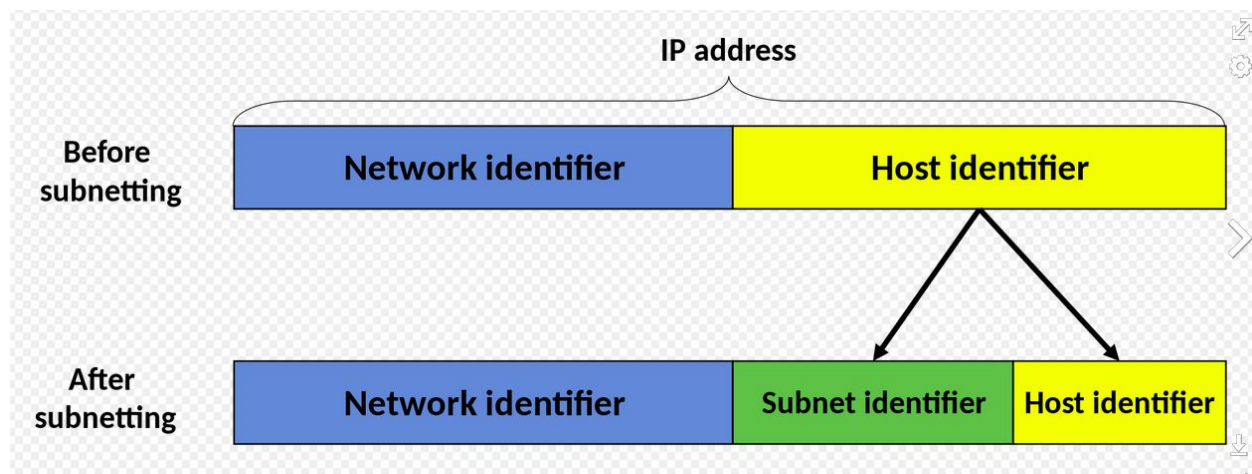 IP address
Before
subnetting
Network identifier
Host identifier
After
subnetting
Network identifier
Subnet identifier
Host identifier